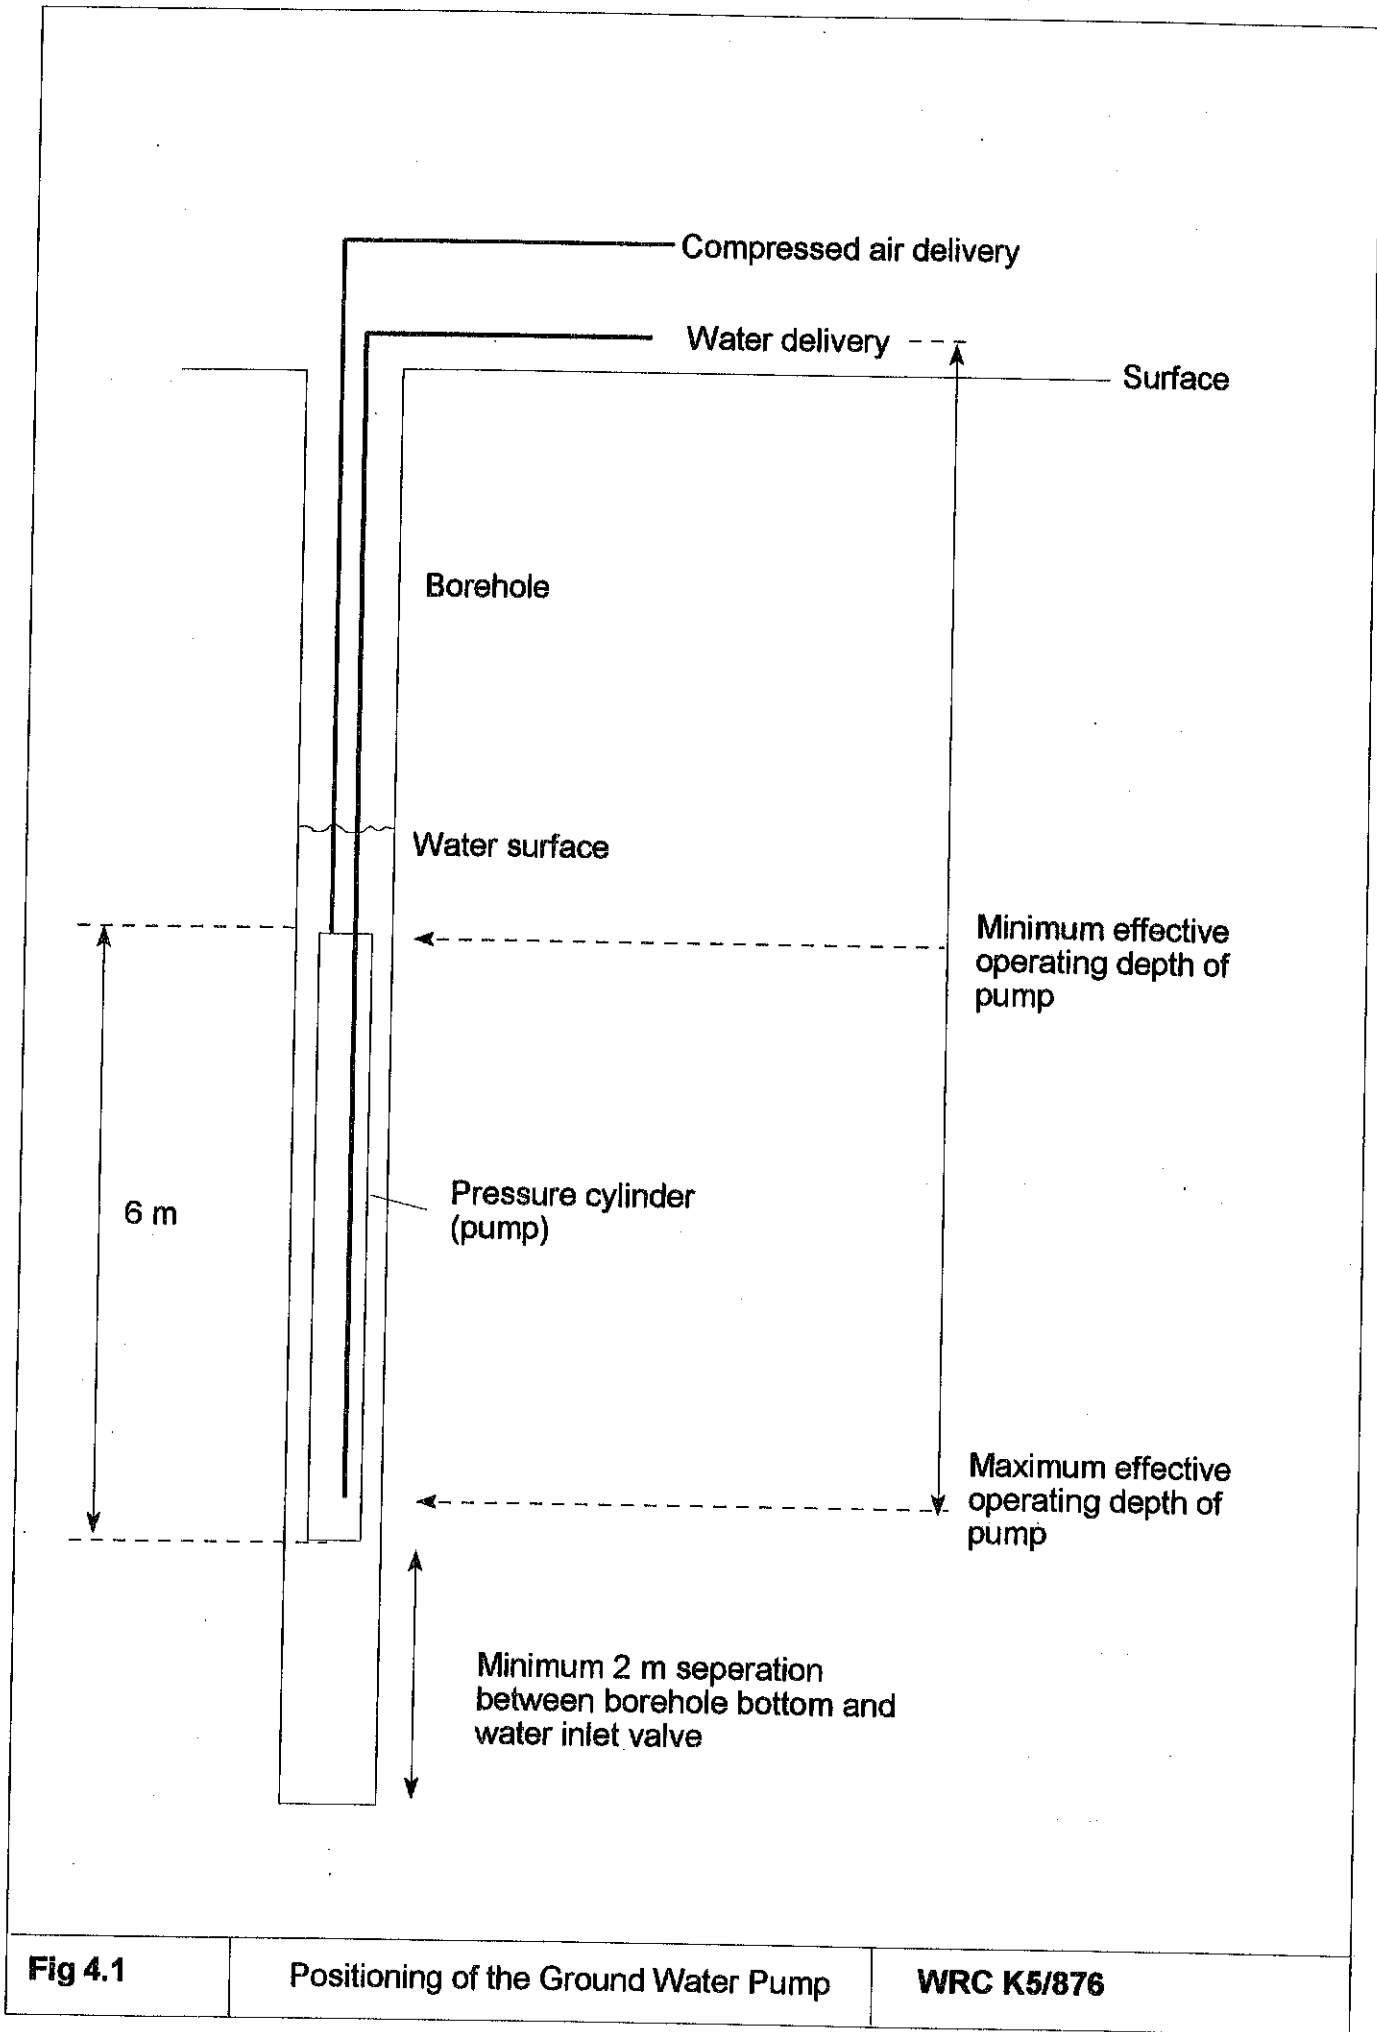 Compressed air delivery
Water delivery
Surface
Borehole
Water surface
Minimum effective
operating depth of
pump
6 m
Pressure cylinder
(pump)
Maximum effective
operating depth of
pump
Minimum 2 m seperation
between borehole bottom and
water inlet valve
Fig 4.1
Positioning of the Ground Water Pump
WRC K5/876